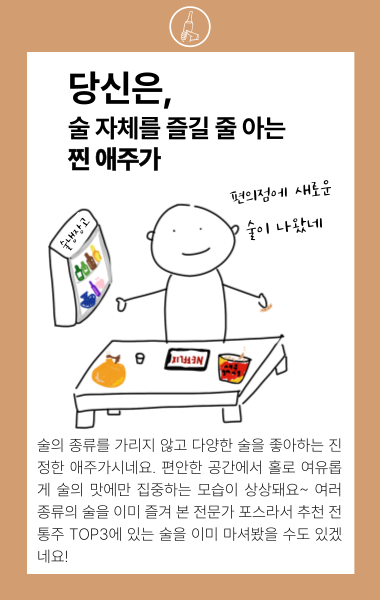 당신은,
술 자체를 즐길 줄 아는
찐 애주가
편의점에 새로운
술이 나왔네
술냉장고
NETFLIX
술의 종류를 가리지 않고 다양한 술을 좋아하는 진
정한 애주가시네요. 편안한 공간에서 홀로 여유롭
게 술의 맛에만 집중하는 모습이 상상돼요~ 여러
종류의 술을 이미 즐겨 본 전문가 포스라서 추천 전
통주 TOP3에 있는 술을 이미 마셔봤을 수도 있겠
네요!